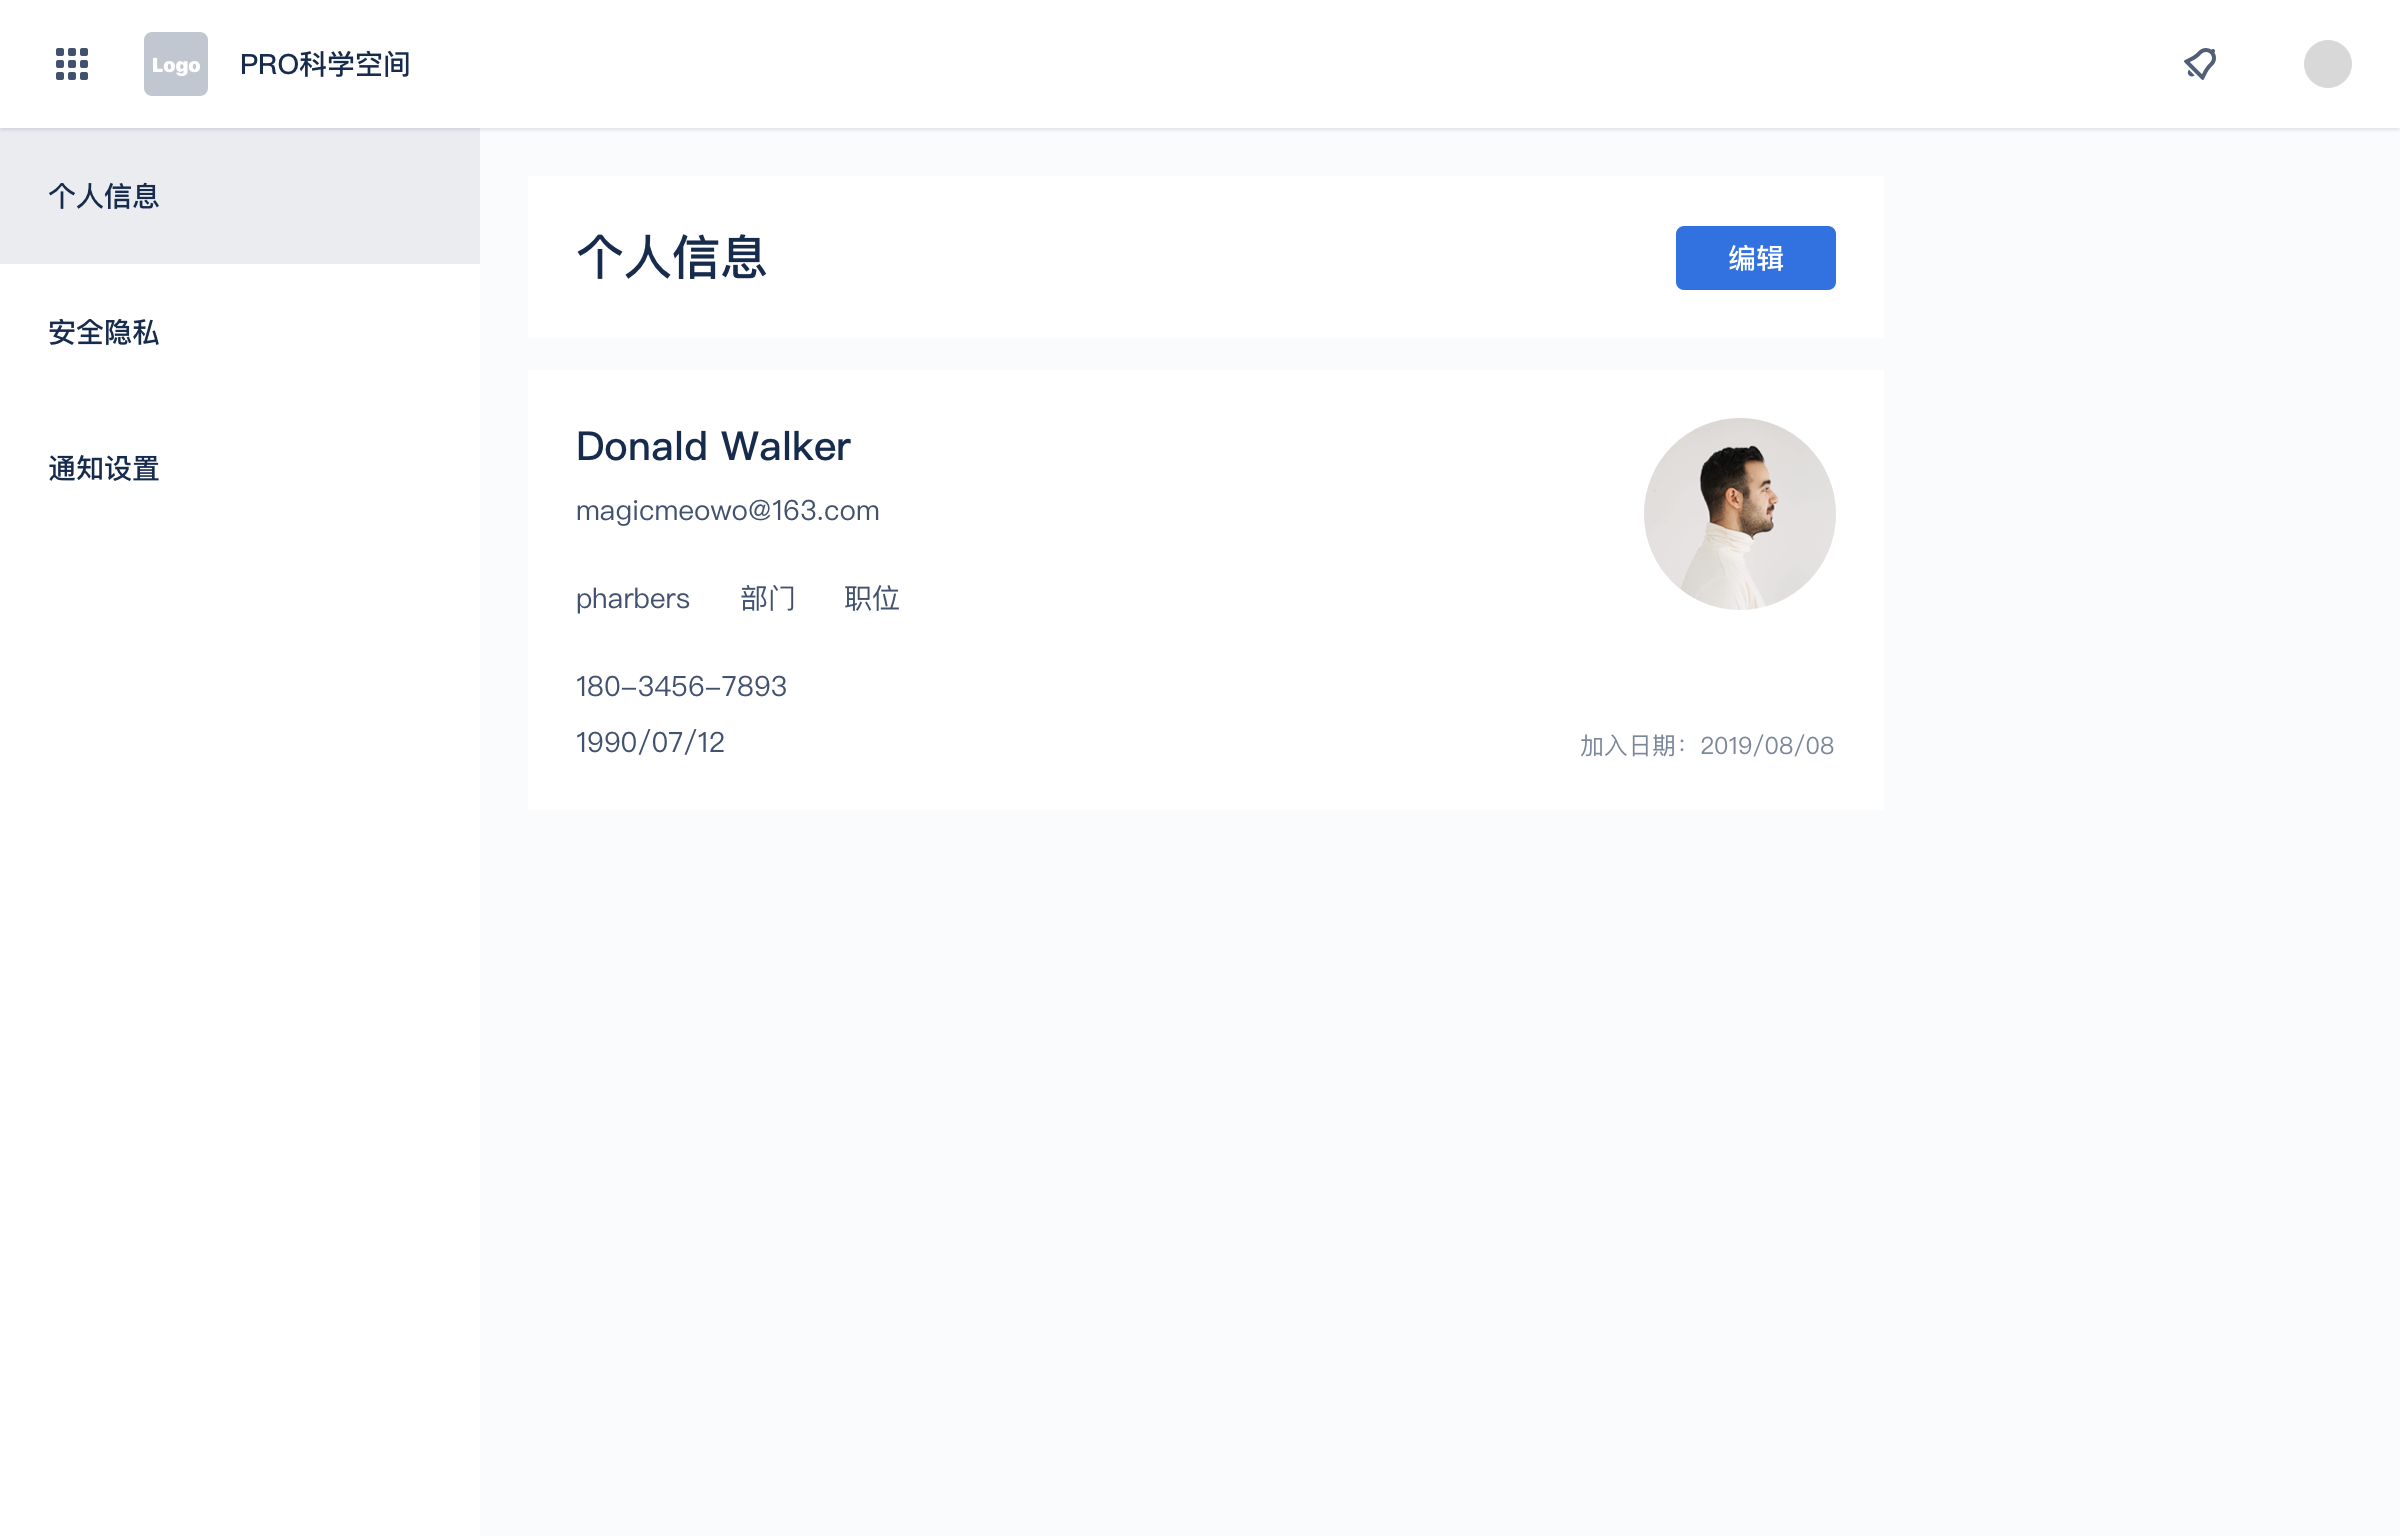 Logo
PRO科学空间
个人信息
安全隐私
通知设置
个人信息
编辑
Donald Walker
magicmeowo@163.com
pharbers 部门 职位
180-3456-7893
1990/07/12
加入日期：2019/08/08